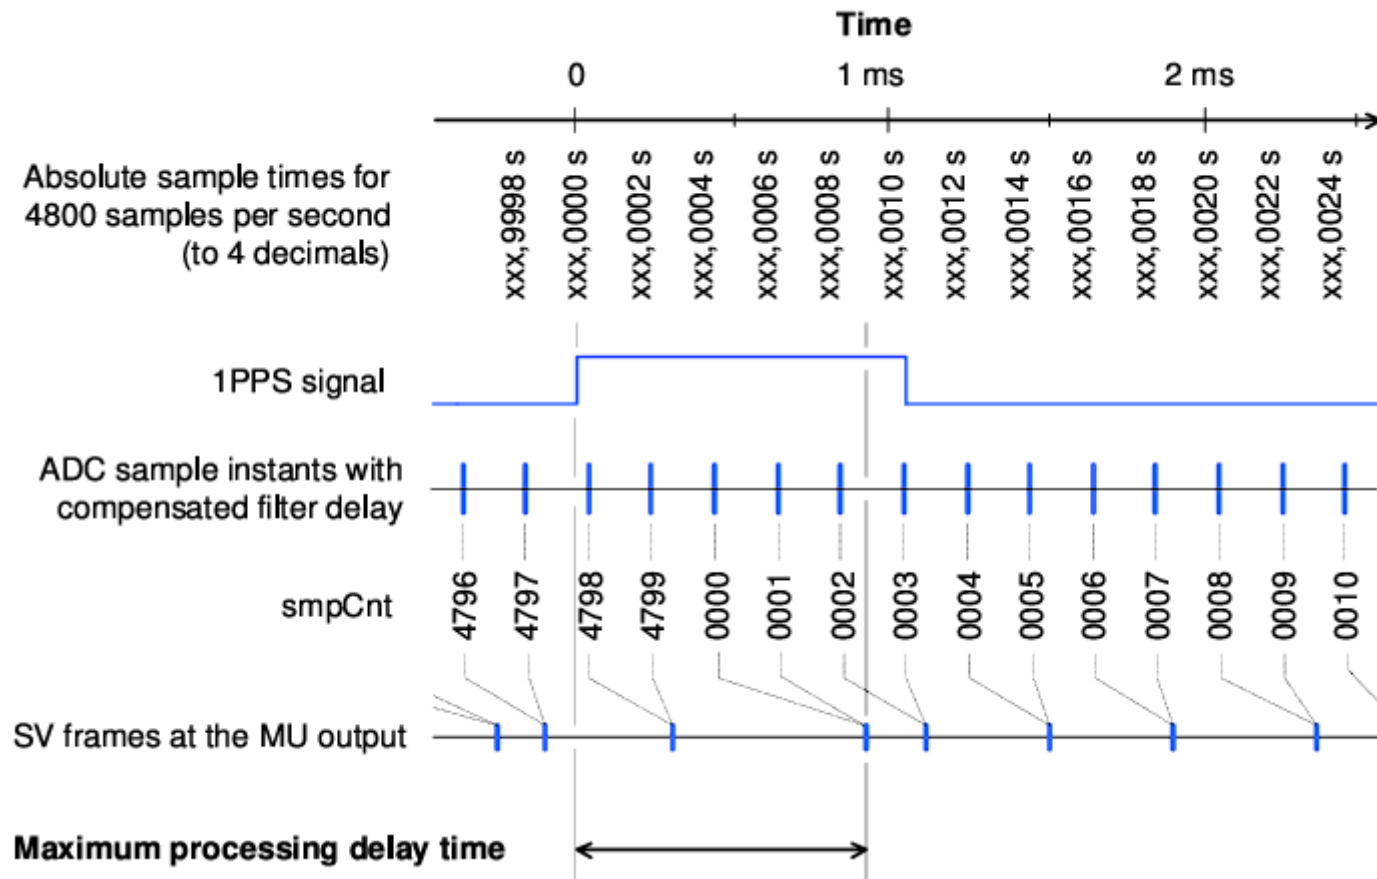 Time
0
1 ms
2 ms
Absolute sample times for
4800 samples per second
(to 4 decimals)
xxx,9998 s
xxx,0000 s
xxx,0002 s
xxx,0004 s
xxx,0006 s
xxx,0008 s
xxx,0010 s
xxx,0012 s
xxx,0014 s
xxx,0016 s
xxx,0018 s
xxx,0020 s
xxx,0022 s
xxx,0024 s
1PPS signal
ADC sample instants with
compensated filter delay
smpCnt
4796
4797
4798
4799
0000
0001
0002
0003
0004
0005
0006
0007
0008
0009
0010
SV frames at the MU output
Maximum processing delay time